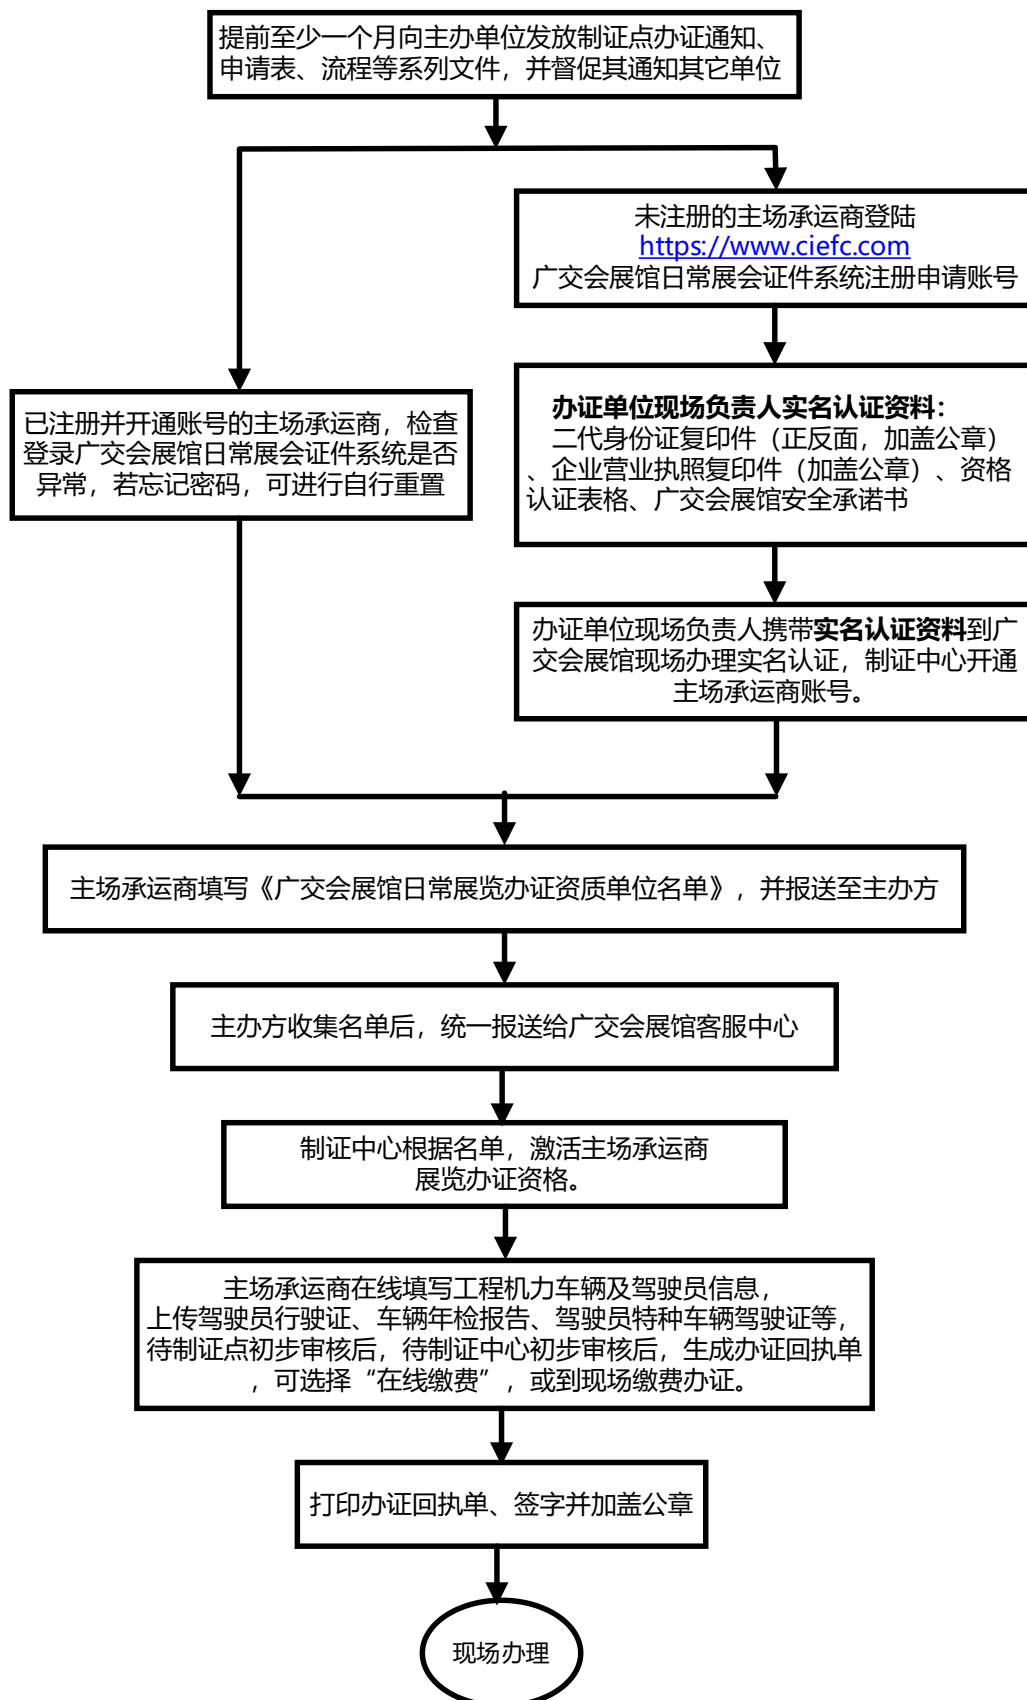 提前至少一个月向主办单位发放制证点办证通知、
申请表、流程等系列文件，并督促其通知其它单位
未注册的主场承运商登陆
https://www.ciefc.com
广交会展馆日常展会证件系统注册申请账号
已注册并开通账号的主场承运商，检查
登录广交会展馆日常展会证件系统是否
异常，若忘记密码，可进行自行重置
办证单位现场负责人实名认证资料：
二代身份证复印件（正反面，加盖公章）
、企业营业执照复印件（加盖公章）、资格
认证表格、广交会展馆安全承诺书
办证单位现场负责人携带实名认证资料到广
交会展馆现场办理实名认证，制证中心开通
主场承运商账号。
主场承运商填写《广交会展馆日常展览办证资质单位名单》，并报送至主办方
主办方收集名单后，统一报送给广交会展馆客服中心
制证中心根据名单，激活主场承运商
展览办证资格。
主场承运商在线填写工程机力车辆及驾驶员信息，
上传驾驶员行驶证、车辆年检报告、驾驶员特种车辆驾驶证等，
待制证点初步审核后，待制证中心初步审核后，生成办证回执单
，可选择“在线缴费”，或到现场缴费办证。
打印办证回执单、签字并加盖公章
现场办理